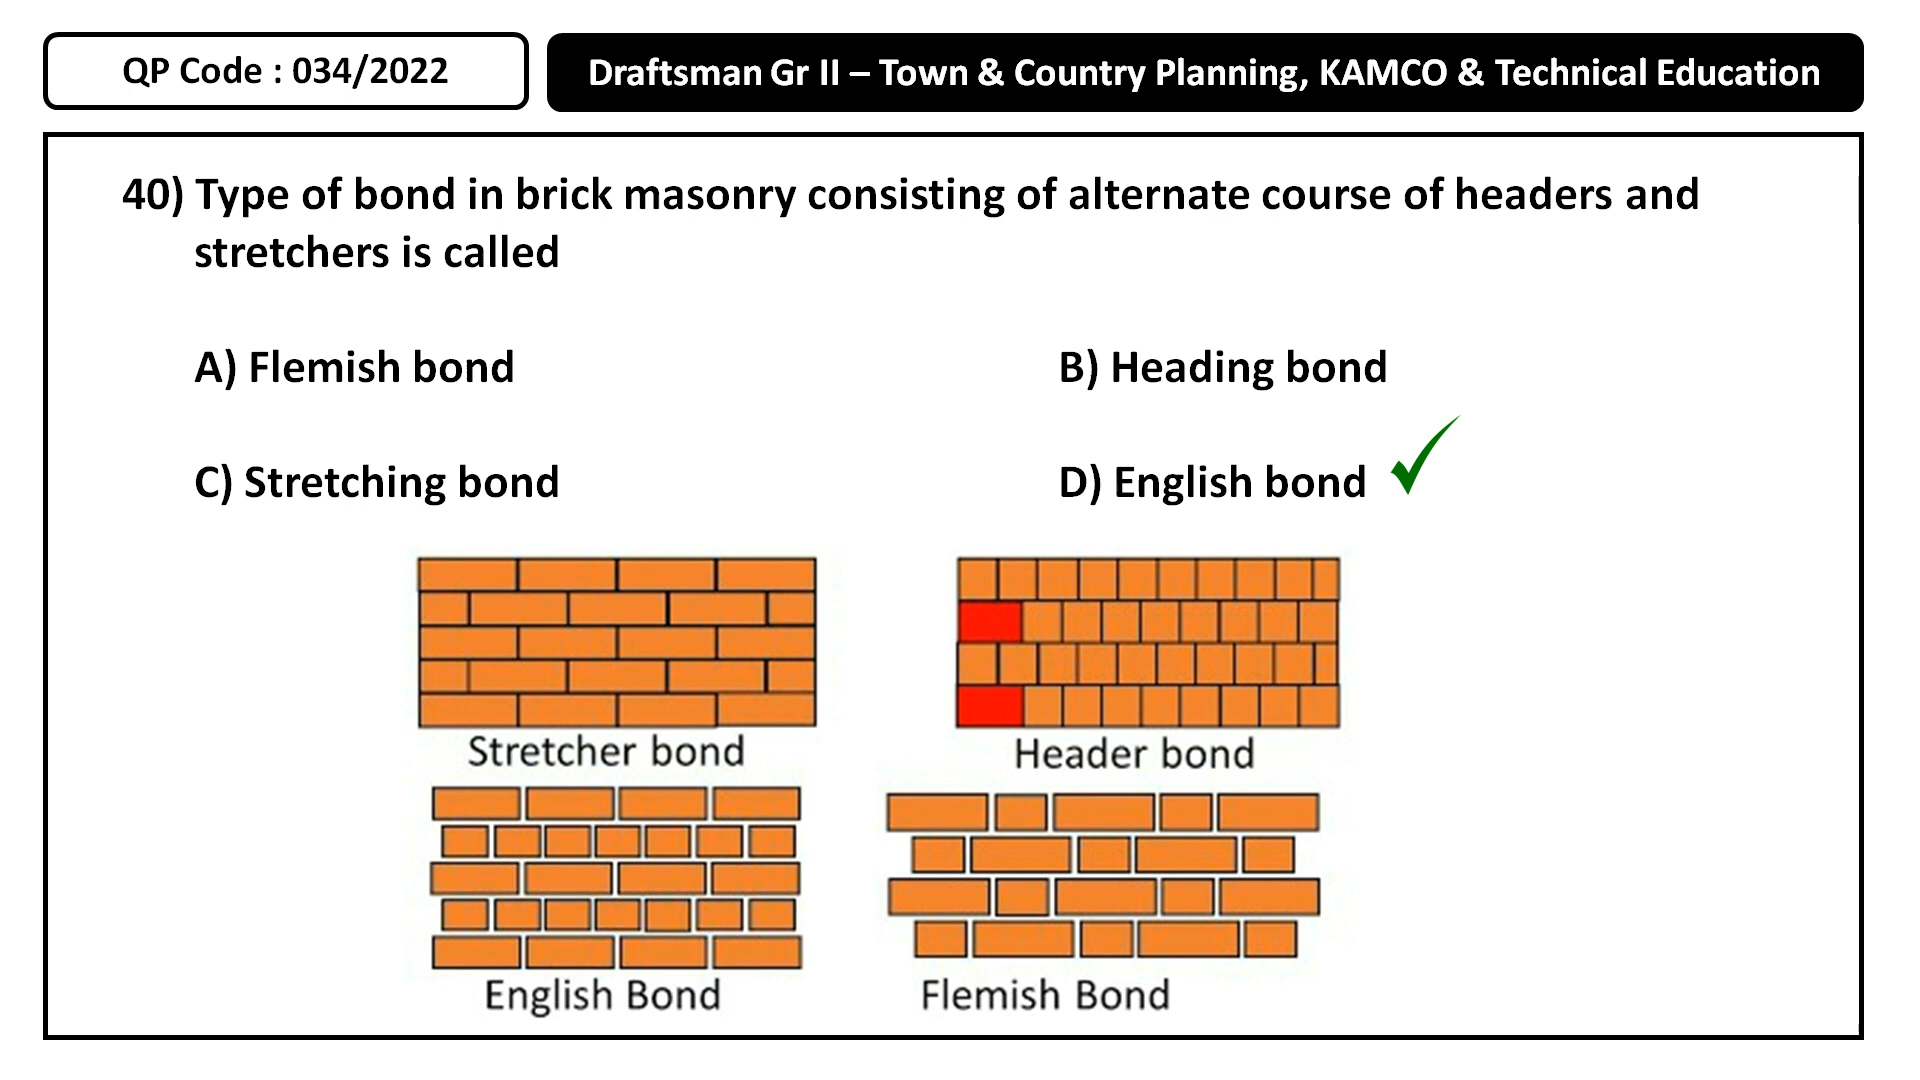 QP Code : 034/2022
Draftsman Gr II – Town & Country Planning, KAMCO & Technical Education
40) Type of bond in brick masonry consisting of alternate course of headers and
stretchers is called
A) Flemish bond
B) Heading bond
C) Stretching bond
D) English bond
Stretcher bond
Header bond
English Bond
Flemish Bond